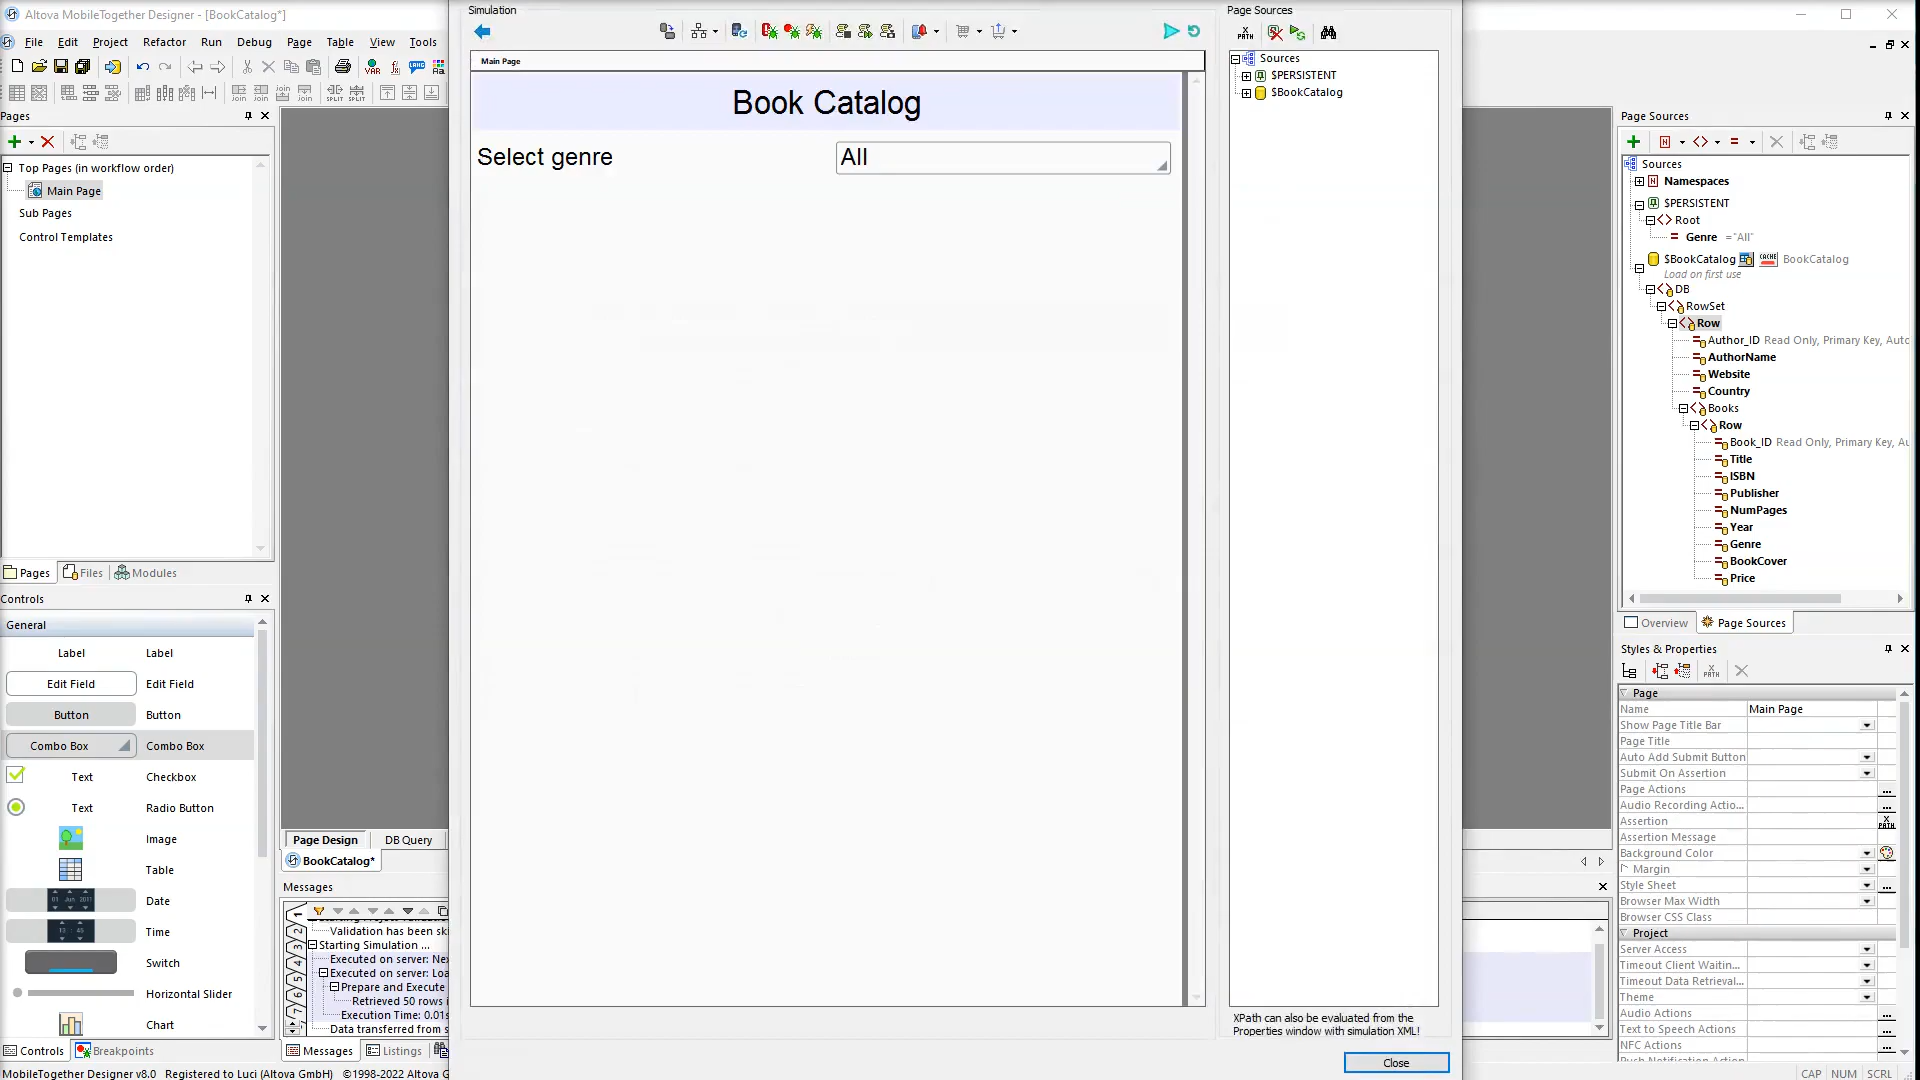 Altova MobileTogether Designer - [BookCatalog*]
File Edit Project Refactor Run Debug Page Table View Tools
Pages
Top Pages (in workflow order)
Main Page
Sub Pages
Control Templates
Pages Files Modules
Controls
General
Label Label
Edit Field Edit Field
Button Button
Combo Box Combo Box
Text Checkbox
Text Radio Button
Image
Table
Date
Time
Switch
Horizontal Slider
Chart
Controls Breakpoints
MobileTogether Designer v8.0 Registered to Luci (Altova GmbH) ©1998-2022 Altova G
Simulation
Main Page
Book Catalog
Select genre
All
Page Sources
XPATH
Sources
$PERSISTENT
$BookCatalog
XPath can also be evaluated from the
Properties window with simulation XML!
Close
Page Design DB Query
BookCatalog*
Messages
Validation has been ski
Starting Simulation ...
Executed on server: Nex
Executed on server: Loa
Prepare and Execute
Retrieved 50 rows i
Execution Time: 0.01s
Data transferred from s
Messages Listings
Page Sources
Sources
Namespaces
$PERSISTENT
Root
Genre ="All"
$BookCatalog CACHE BookCatalog
Load on first use
DB
RowSet
Row
Author_ID Read Only, Primary Key, Auto
AuthorName
Website
Country
Books
Row
Book_ID Read Only, Primary Key, Au
Title
ISBN
Publisher
NumPages
Year
Genre
BookCover
Price
Overview Page Sources
Styles & Properties
Page
Name Main Page
Show Page Title Bar
Page Title
Auto Add Submit Button
Submit On Assertion
Page Actions ...
Audio Recording Actio... ...
Assertion
Assertion Message
Background Color
Margin
Style Sheet ...
Browser Max Width
Browser CSS Class
Project
Server Access
Timeout Client Waitin...
Timeout Data Retrieval...
Theme
Audio Actions ...
Text to Speech Actions ...
NFC Actions ...
Push Notification Action
CAP NUM SCRL